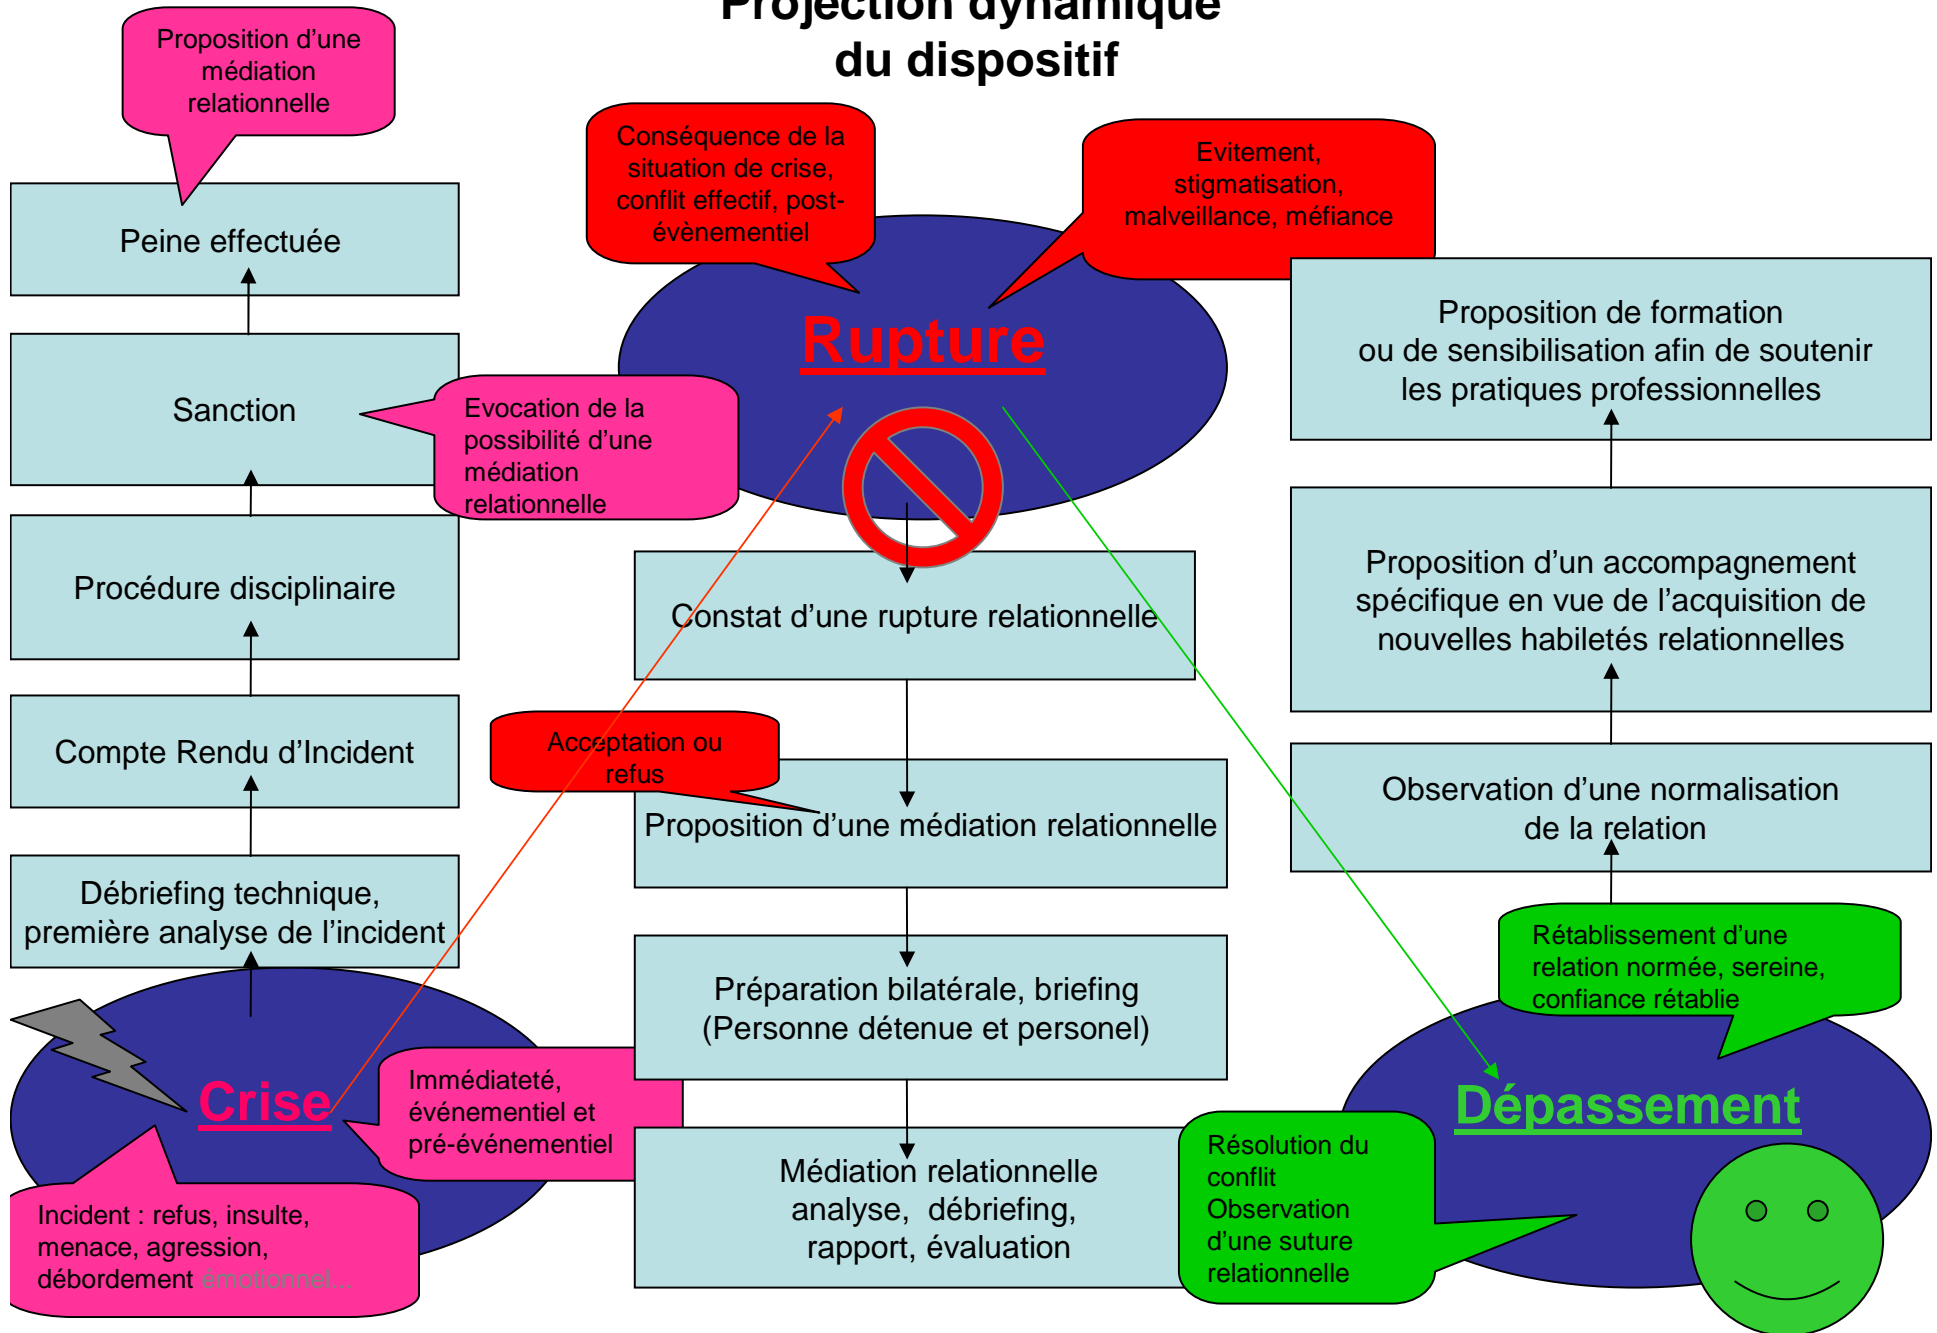 Projection dynamique
du dispositif
Proposition d’une
médiation
relationnelle
Peine effectuée
Sanction
Evocation de la
possibilité d’une
médiation
relationnelle
Procédure disciplinaire
Compte Rendu d’Incident
Débriefing technique,
première analyse de l’incident
Crise
Immédiateté,
événementiel et
pré-événementiel
Incident : refus, insulte,
menace, agression,
débordement émotionnel...
Conséquence de la
situation de crise,
conflit effectif, post-
évènementiel
Evitement,
stigmatisation,
malveillance, méfiance
Rupture
Constat d’une rupture relationnelle
Acceptation ou
refus
Proposition d’une médiation relationnelle
Préparation bilatérale, briefing
(Personne détenue et personel)
Médiation relationnelle
analyse, débriefing,
rapport, évaluation
Proposition de formation
ou de sensibilisation afin de soutenir
les pratiques professionnelles
Proposition d’un accompagnement
spécifique en vue de l’acquisition de
nouvelles habiletés relationnelles
Observation d’une normalisation
de la relation
Rétablissement d’une
relation normée, sereine,
confiance rétablie
Dépassement
Résolution du
conflit
Observation
d’une suture
relationnelle